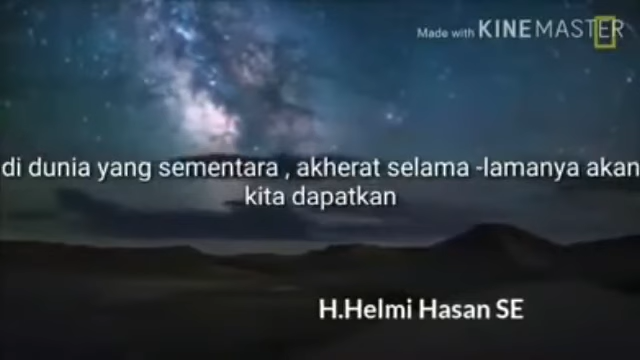 Made with KINEMASTER
di dunia yang sementara , akherat selama -lamanya akan
kita dapatkan
H.Helmi Hasan SE